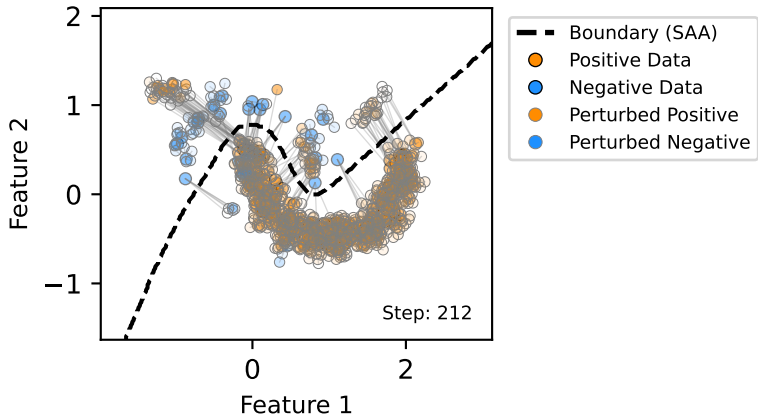 2
1
0
−1
Feature 2
0
2
Feature 1
Step: 212
Boundary (SAA)
Positive Data
Negative Data
Perturbed Positive
Perturbed Negative